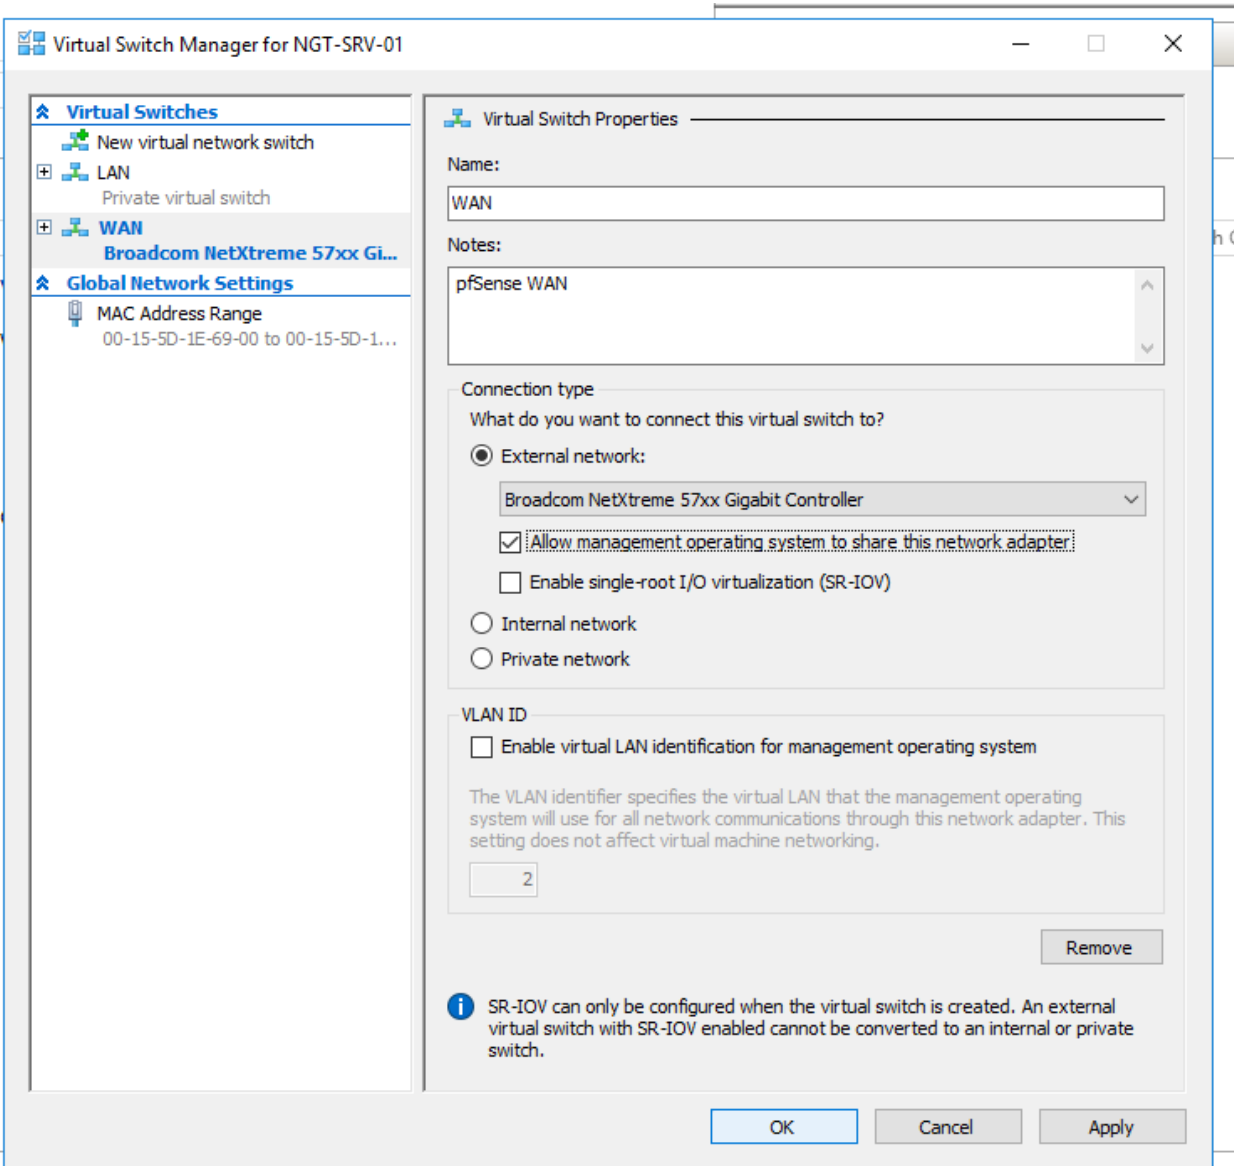 Virtual Switch Manager for NGT-SRV-01
Virtual Switches
New virtual network switch
LAN
Private virtual switch
WAN
Broadcom NetXtreme 57xx Gi...
Global Network Settings
MAC Address Range
00-15-5D-1E-69-00 to 00-15-5D-1...
Virtual Switch Properties
Name:
WAN
Notes:
pfSense WAN
Connection type
What do you want to connect this virtual switch to?
External network:
Broadcom NetXtreme 57xx Gigabit Controller
Allow management operating system to share this network adapter
Enable single-root I/O virtualization (SR-IOV)
Internal network
Private network
VLAN ID
Enable virtual LAN identification for management operating system
The VLAN identifier specifies the virtual LAN that the management operating
system will use for all network communications through this network adapter. This
setting does not affect virtual machine networking.
2
Remove
SR-IOV can only be configured when the virtual switch is created. An external
virtual switch with SR-IOV enabled cannot be converted to an internal or private
switch.
OK
Cancel
Apply